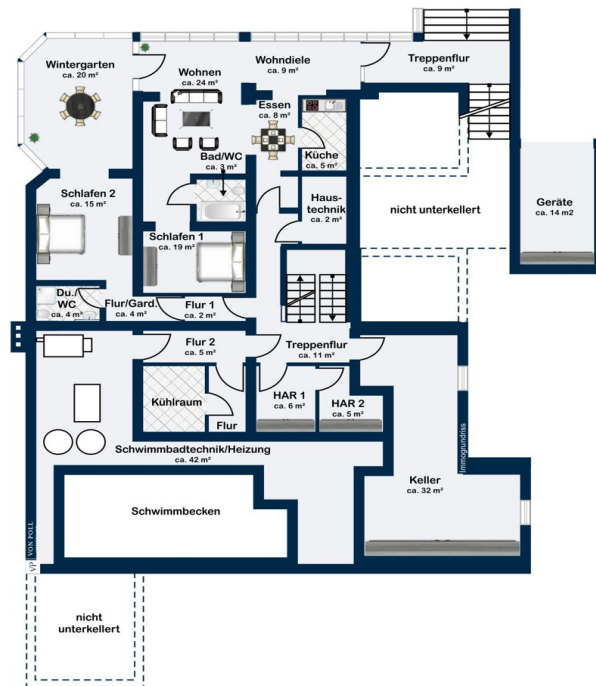 Wintergarten
ca. 20 m²
Wohnen
ca. 24 m²
Wohndiele
ca. 9 m²
Treppenflur
ca. 9 m²
Essen
ca. 8 m²
Küche
ca. 5 m²
Bad/WC
ca. 3 m²
Schlafen 2
ca. 15 m²
Haus-
technik
ca. 2 m²
nicht unterkellert
Geräte
ca. 14 m2
Schlafen 1
ca. 19 m²
Du./
WC
ca. 4 m²
Flur/Gard.
ca. 4 m²
Flur 1
ca. 2 m²
Flur 2
ca. 5 m²
Treppenflur
ca. 11 m²
Kühlraum
Flur
HAR 1
ca. 6 m²
HAR 2
ca. 5 m²
Immogrundriss
Schwimmbadtechnik/Heizung
ca. 42 m²
Keller
ca. 32 m²
Schwimmbecken
VP VON POLL
nicht
unterkellert